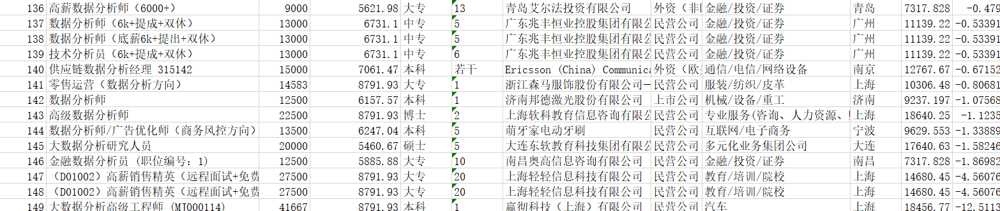 136 高薪数据分析师（6000+） 9000 5621.98 大专 13 青岛艾尔法投资有限公司 外资（非 金融/投资/证券 青岛 7317.828 -0.479
137 数据分析师（6k+提成+双休） 13000 6731.1 中专 5 广东兆丰恒业控股集团有限公 民营公司 金融/投资/证券 广州 11139.22 -0.53391
138 数据分析师（底薪6k+提出+双休） 13000 6731.1 中专 5 广东兆丰恒业控股集团有限公 民营公司 金融/投资/证券 广州 11139.22 -0.53391
139 技术分析员（6k+提成+双休） 13000 6731.1 中专 6 广东兆丰恒业控股集团有限公 民营公司 金融/投资/证券 广州 11139.22 -0.53391
140 供应链数据分析经理 315142 15000 7061.47 本科 若干 Ericsson (China) Communica 外资（欧 通信/电信/网络设备 南京 12767.67 -0.67152
141 零售运营（数据分析方向） 14583 8791.93 大专 1 浙江森马服饰股份有限公司— 民营公司 服装/纺织/皮革 上海 10306.48 -0.80681
142 数据分析师 12500 6157.57 本科 1 济南邦德激光股份有限公司 上市公司 机械/设备/重工 济南 9237.197 -1.07568
143 高级数据分析师 22500 8791.93 博士 2 上海软科教育信息咨询有限公 民营公司 专业服务(咨询、人力资源、 上海 18640.25 -1.1235
144 数据分析师/广告优化师（商务风控方向） 13500 6247.04 本科 5 萌牙家电动牙刷 民营公司 互联网/电子商务 宁波 9629.553 -1.33889
145 大数据分析研究人员 20000 5460.67 硕士 5 大连东软教育科技集团有限公 民营公司 多元化业务集团公司 大连 17640.63 -1.58246
146 金融数据分析员 (职位编号：1) 12500 5885.88 大专 10 南昌奥高信息咨询有限公司 民营公司 金融/投资/证券 南昌 7317.828 -1.86982
147 （D01002）高薪销售精英（远程面试+免费 27500 8791.93 大专 20 上海轻轻信息科技有限公司 民营公司 教育/培训/院校 上海 14680.45 -4.56076
148 （D01002）高薪销售精英（远程面试+免费 27500 8791.93 大专 20 上海轻轻信息科技有限公司 民营公司 教育/培训/院校 上海 14680.45 -4.56076
149 大数据分析高级工程师 (MJ000114) 41667 8791.93 本科 1 赢彻科技（上海）有限公司 民营公司 汽车 上海 18456.77 -12.5113